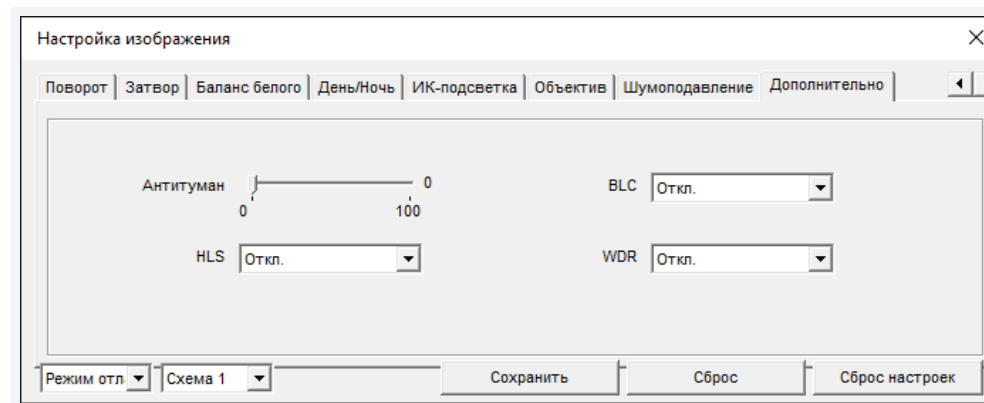 Настройка изображения
Поворот Затвор Баланс белого День/Ночь ИК-подсветка Объектив Шумоподавление Дополнительно
Антитуман 0 BLC Откл.
0 100
HLS Откл. WDR Откл.
Режим отл Схема 1 Сохранить Сброс Сброс настроек